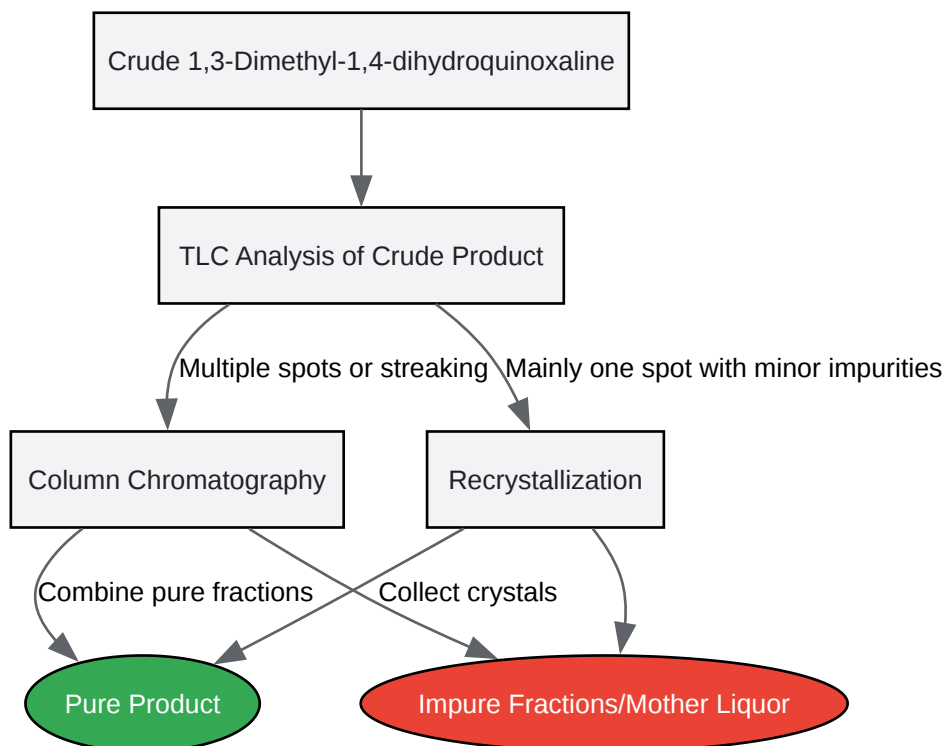 Crude 1,3-Dimethyl-1,4-dihydroquinoxaline
TLC Analysis of Crude Product
Multiple spots or streaking
Mainly one spot with minor impurities
Column Chromatography
Recrystallization
Combine pure fractions
Collect crystals
Pure Product
Impure Fractions/Mother Liquor